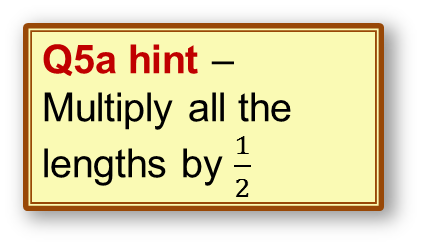 Q5a hint –
Multiply all the
lengths by 1/2